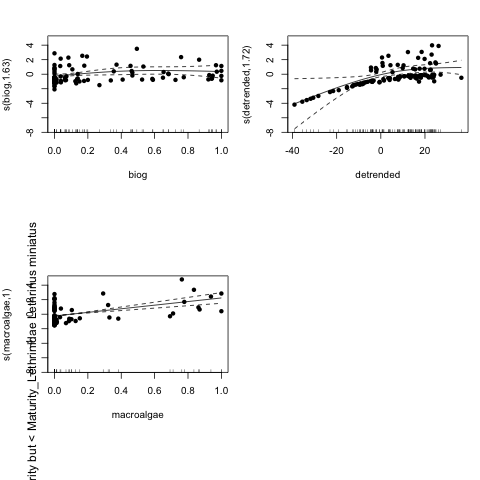 s(biog,1.63)
4
2
0
-4
-8
0.0 0.2 0.4 0.6 0.8 1.0
biog
s(detrended,1.72)
4
2
0
-4
-8
-40 -20 0 20
detrended
rity but < Maturity_Lethrinidae Lethrinus miniatus
s(macroalgae,1)
0.0 0.2 0.4 0.6 0.8 1.0
macroalgae